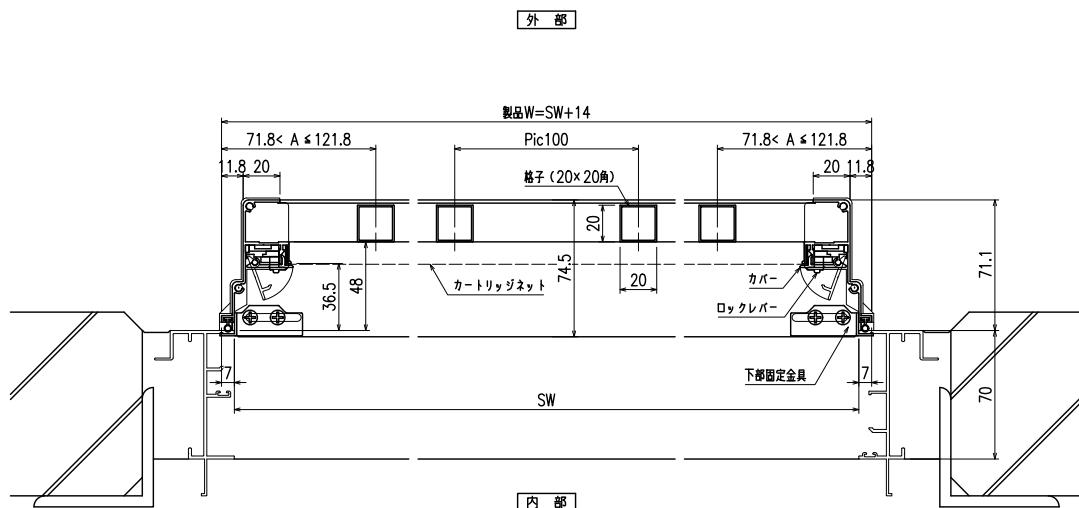 外 部
製品W=SW+14
71.8< A ≦121.8
Pic100
71.8< A ≦121.8
11.8
20
格子（20×20角）
20
11.8
20
20
74.5
36.5
48
カートリッジネット
カバー
ロックレバー
71.1
下部固定金具
7
7
SW
70
内 部